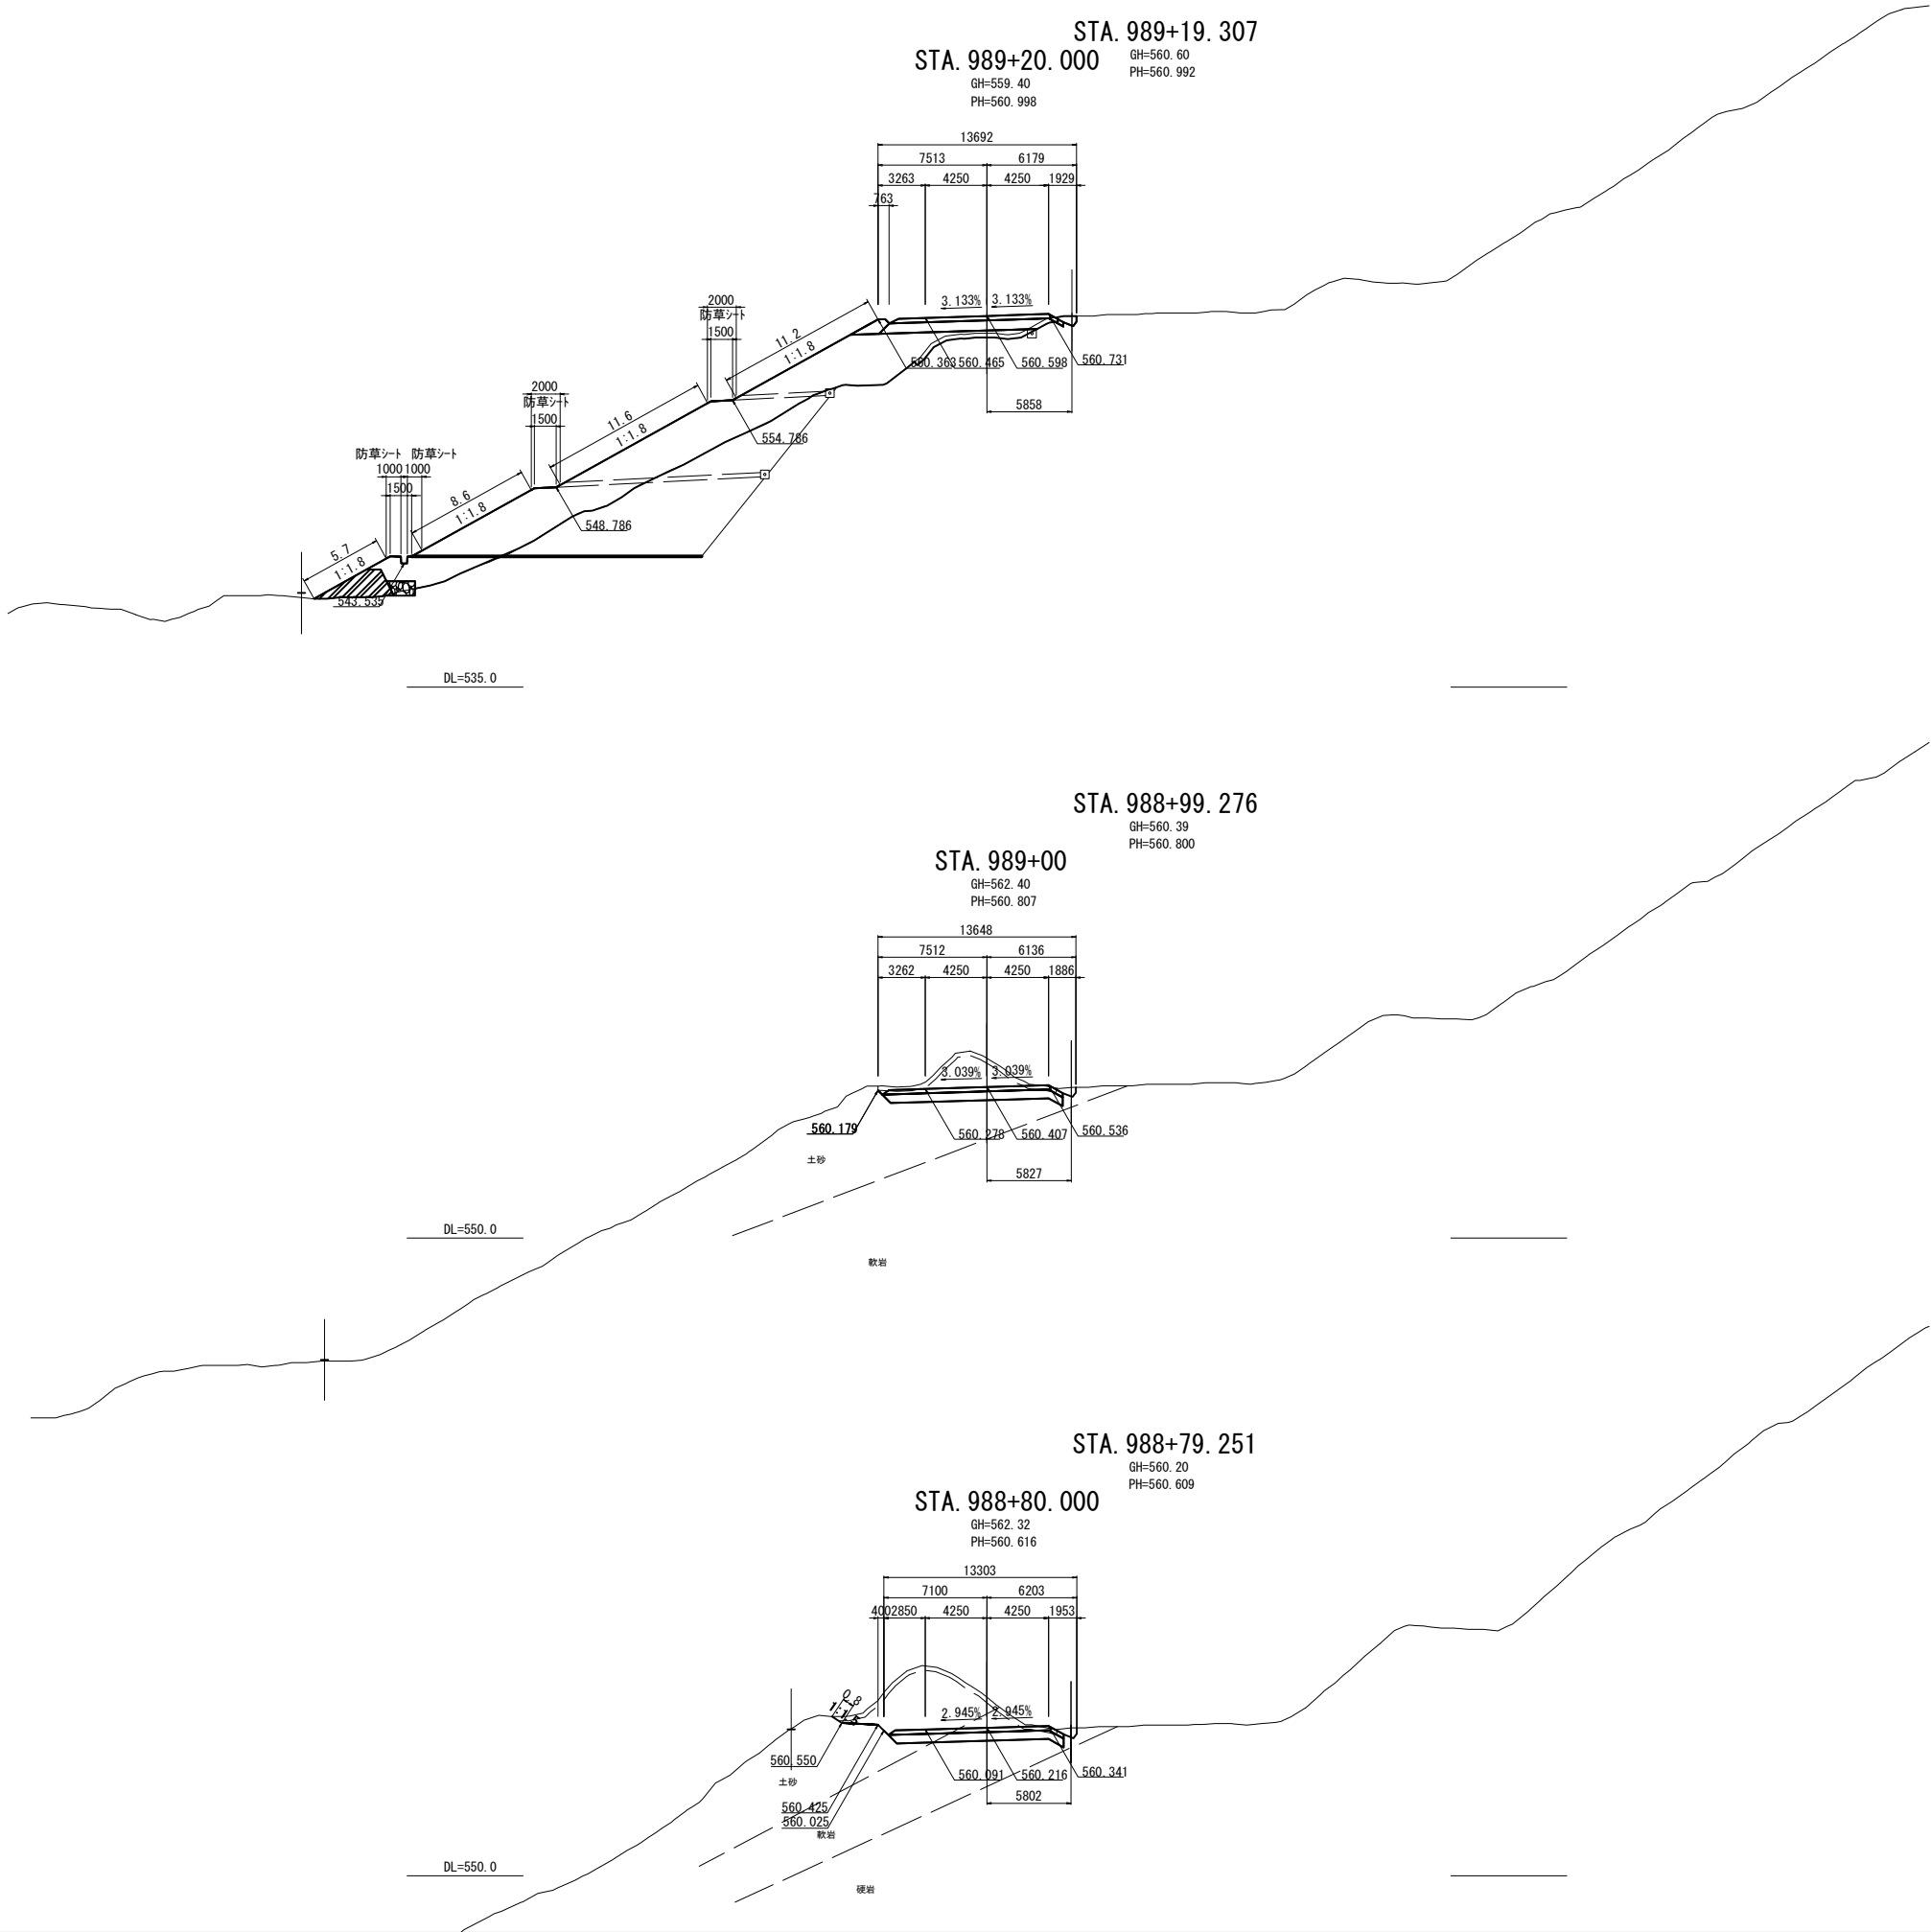 STA.989+19.307
GH=560.60
PH=560.992
STA.989+20.000
GH=559.40
PH=560.998
13692
7513 6179
3263 4250 4250 1929
763
3.133% 3.133%
2000
防草シート
1500
11.2
1:1.8
560.363 560.465 560.598 560.731
5858
2000
防草シート
1500
11.6
1:1.8
554.786
防草シート 防草シート
1000 1000
1500
8.6
1:1.8
548.786
5.7
1:1.8
543.535
DL=535.0
STA.988+99.276
GH=560.39
PH=560.800
STA.989+00
GH=562.40
PH=560.807
13648
7512 6136
3262 4250 4250 1886
3.039% 3.039%
560.179 560.278 560.407 560.536
土砂
5827
DL=550.0
軟岩
STA.988+79.251
GH=560.20
PH=560.609
STA.988+80.000
GH=562.32
PH=560.616
13303
7100 6203
400 2850 4250 4250 1953
0.8
2.945% 2.945%
560.550 560.091 560.216 560.341
土砂
5802
560.425
560.025
軟岩
DL=550.0
硬岩